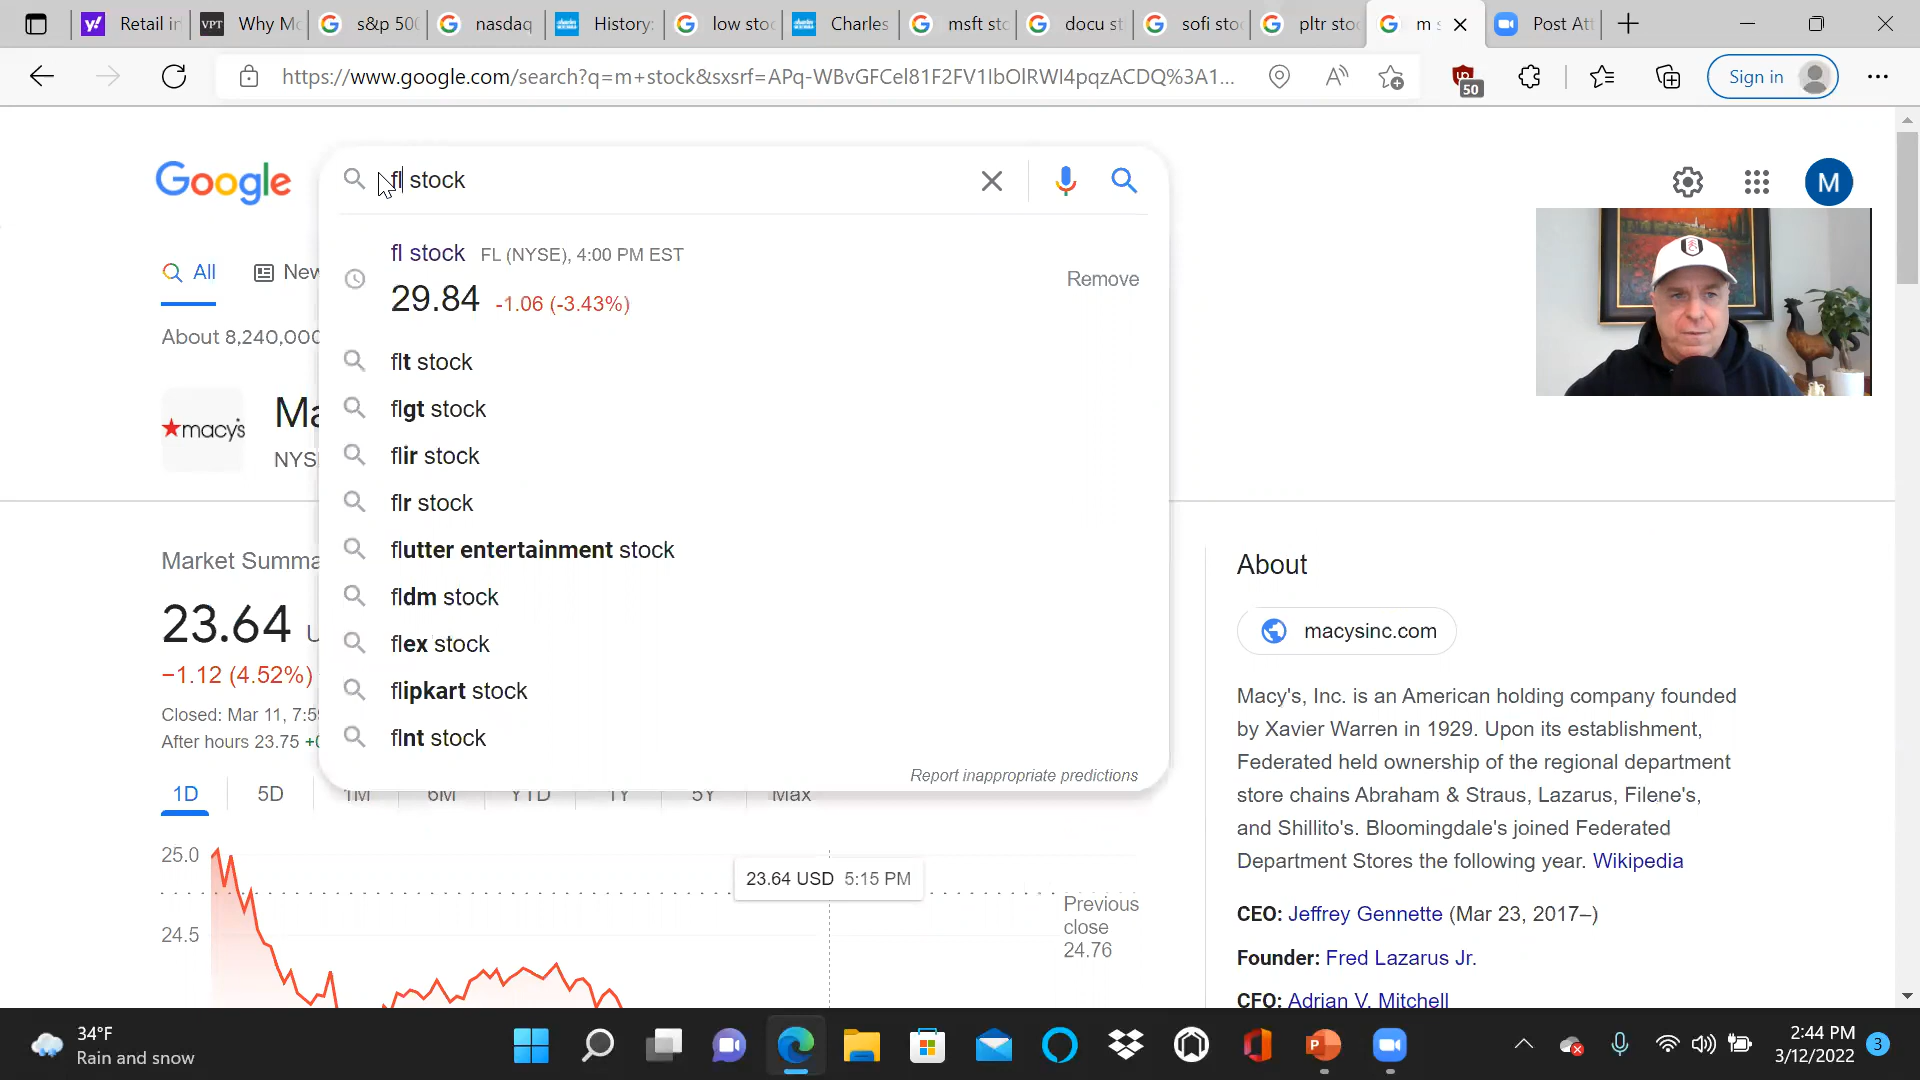 Retail in
VPT Why Mo
s&p 500
nasdaq
History:
low stoc
Charles
msft sto
docu st
sofi sto
pltr stoc
m s
Post Att
https://www.google.com/search?q=m+stock&sxsrf=APq-WBvGFCel81F2FV1IbOlRWI4pqzACDQ%3A1...
50
Sign in
Google
fl stock
M
All
New
fl stock FL (NYSE), 4:00 PM EST
29.84 -1.06 (-3.43%)
Remove
About 8,240,000
flt stock
flgt stock
★macy's
Ma
NYS
flir stock
flr stock
Market Summa
flutter entertainment stock
About
23.64 U
fldm stock
macysinc.com
flex stock
−1.12 (4.52%)
flipkart stock
Closed: Mar 11, 7:59
After hours 23.75 +0
flnt stock
Report inappropriate predictions
1D 5D 1M 6M YTD 1Y 5Y Max
Macy's, Inc. is an American holding company founded
by Xavier Warren in 1929. Upon its establishment,
Federated held ownership of the regional department
store chains Abraham & Straus, Lazarus, Filene's,
and Shillito's. Bloomingdale's joined Federated
Department Stores the following year. Wikipedia
25.0
23.64 USD 5:15 PM
24.5
Previous
close
24.76
CEO: Jeffrey Gennette (Mar 23, 2017–)
Founder: Fred Lazarus Jr.
CFO: Adrian V. Mitchell
34°F
Rain and snow
2:44 PM
3/12/2022
3